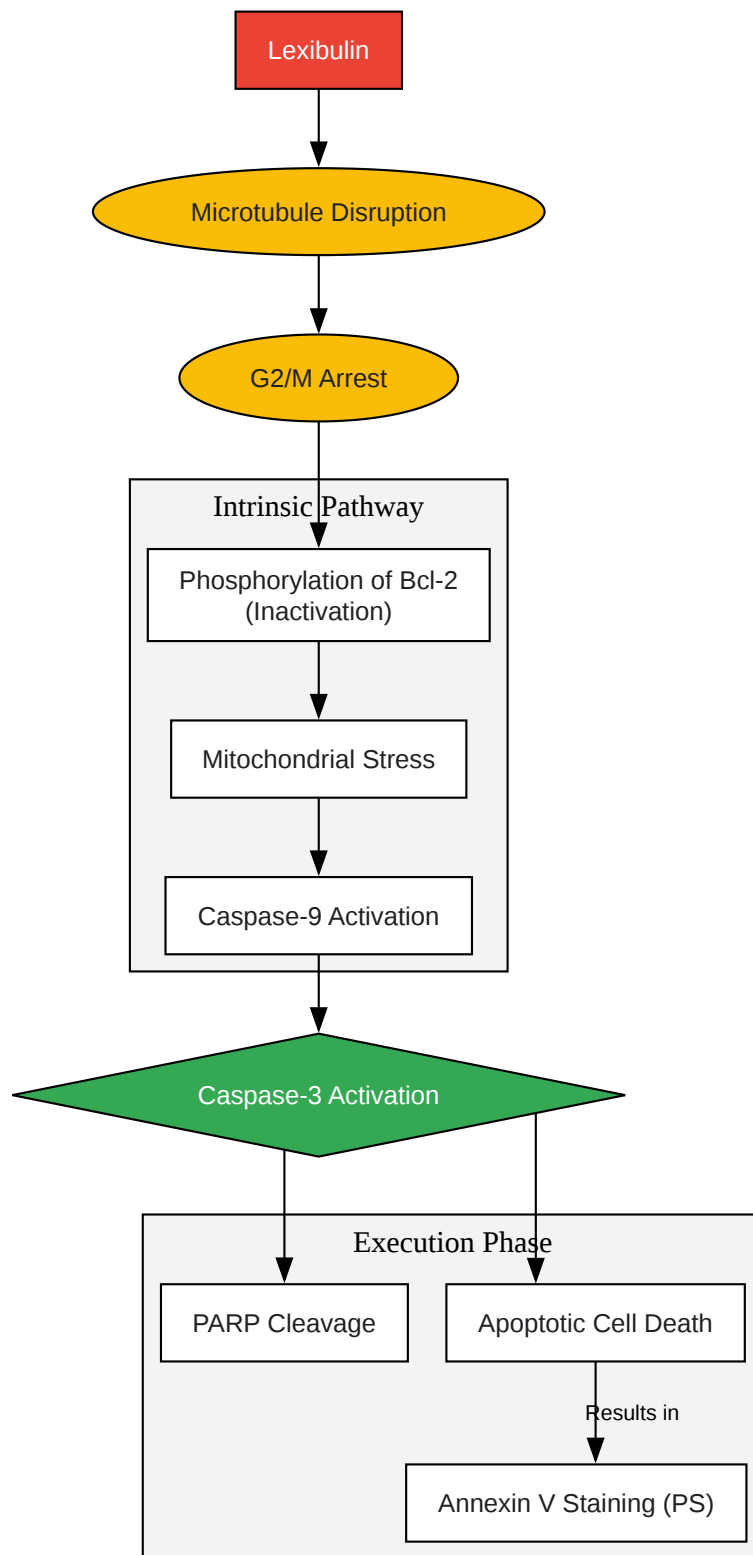 Lexibulin
Microtubule Disruption
G2/M Arrest
Intrinsic Pathway
Phosphorylation of Bcl-2
(Inactivation)
Mitochondrial Stress
Caspase-9 Activation
Caspase-3 Activation
Execution Phase
PARP Cleavage
Apoptotic Cell Death
Results in
Annexin V Staining (PS)